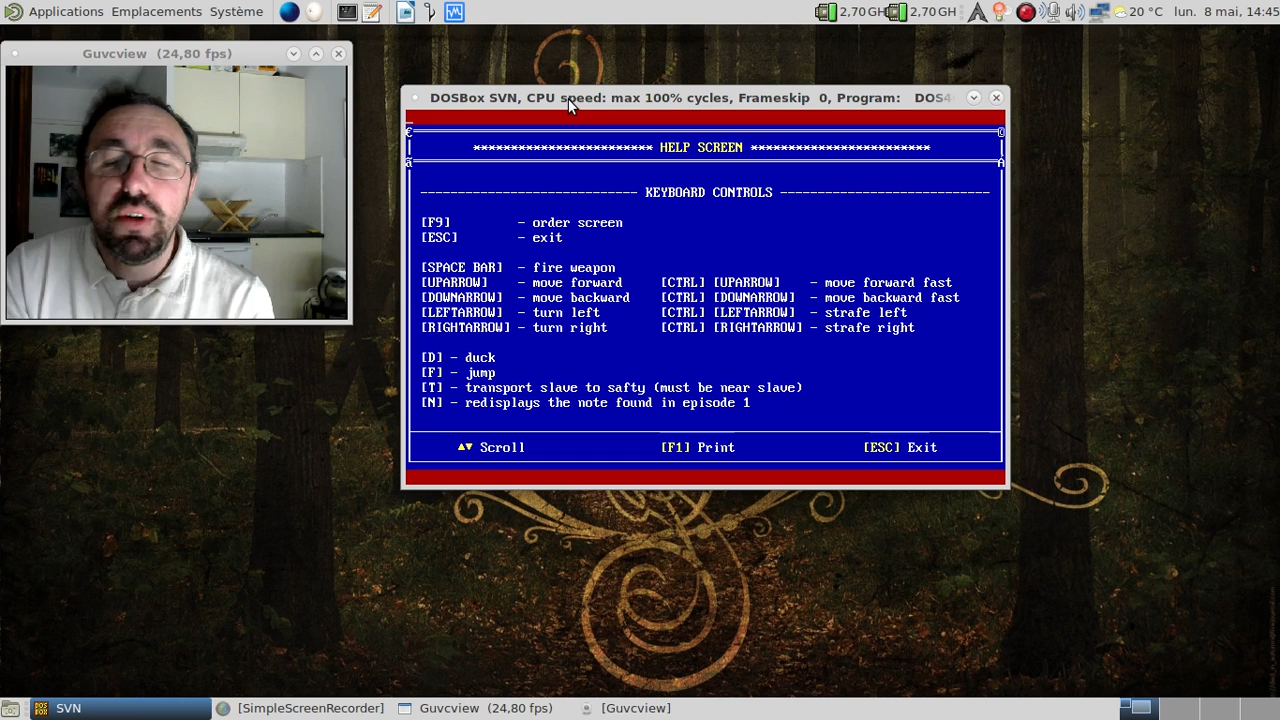 Applications Emplacements Système
2,70 GH 2,70 GH 20 °C lun. 8 mai, 14:45
Guvcview (24,80 fps)
DOSBox SVN, CPU speed: max 100% cycles, Frameskip 0, Program: DOS4
************************ HELP SCREEN ************************
----------------------------- KEYBOARD CONTROLS ----------------------------
[F9] - order screen
[ESC] - exit
[SPACE BAR] - fire weapon
[UPARROW] - move forward [CTRL] [UPARROW] - move forward fast
[DOWNARROW] - move backward [CTRL] [DOWNARROW] - move backward fast
[LEFTARROW] - turn left [CTRL] [LEFTARROW] - strafe left
[RIGHTARROW] - turn right [CTRL] [RIGHTARROW] - strafe right
[D] - duck
[F] - jump
[T] - transport slave to safty (must be near slave)
[N] - redisplays the note found in episode 1
▲▼ Scroll [F1] Print [ESC] Exit
DOS BOX SVN [SimpleScreenRecorder] Guvcview (24,80 fps) [Guvcview]